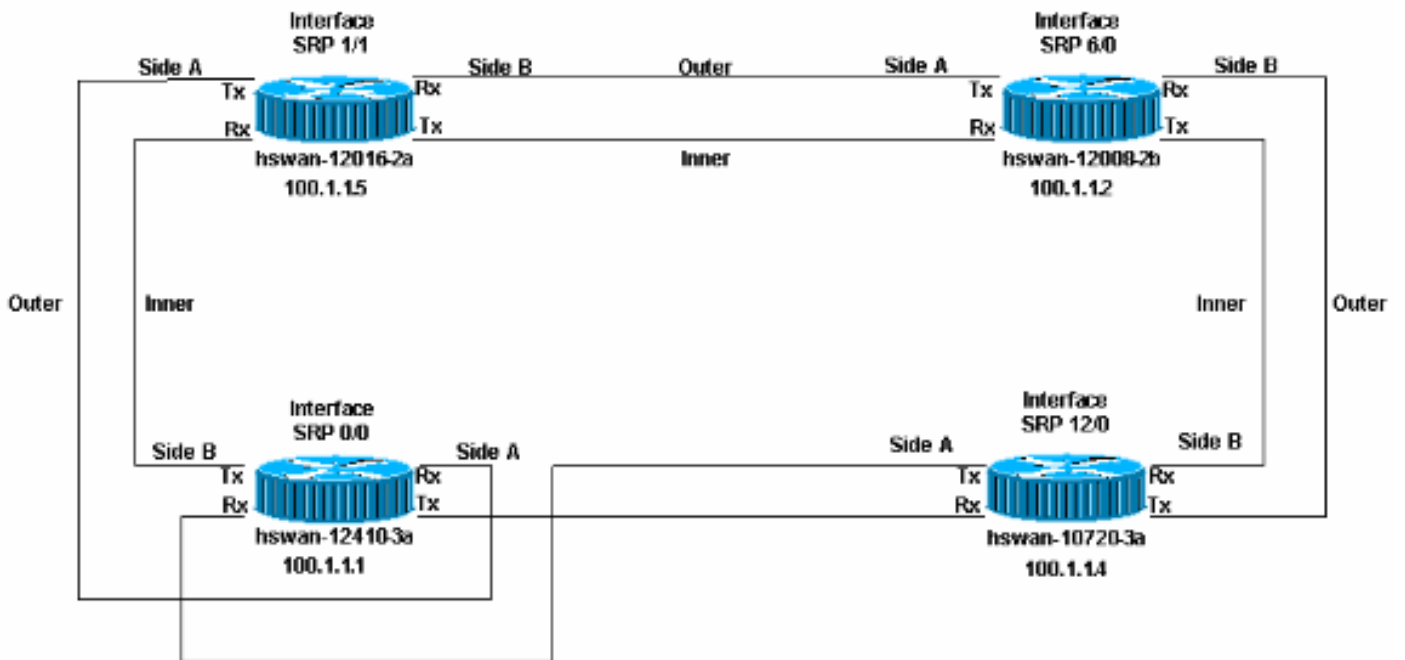 Interface
SRP 1/1
Interface
SRP 6/0
Side A
Side B
Outer
Side A
Side B
Tx
Rx
Tx
Rx
Rx
Tx
Rx
Tx
hswan-12016-2a
Inner
hswan-12008-2b
100.1.1.5
100.1.1.2
Outer
Inner
Inner
Outer
Interface
SRP 0/0
Interface
SRP 12/0
Side B
Side A
Side A
Side B
Tx
Rx
Tx
Rx
Rx
Tx
Rx
Tx
hswan-12410-3a
hswan-10720-3a
100.1.1.1
100.1.1.4